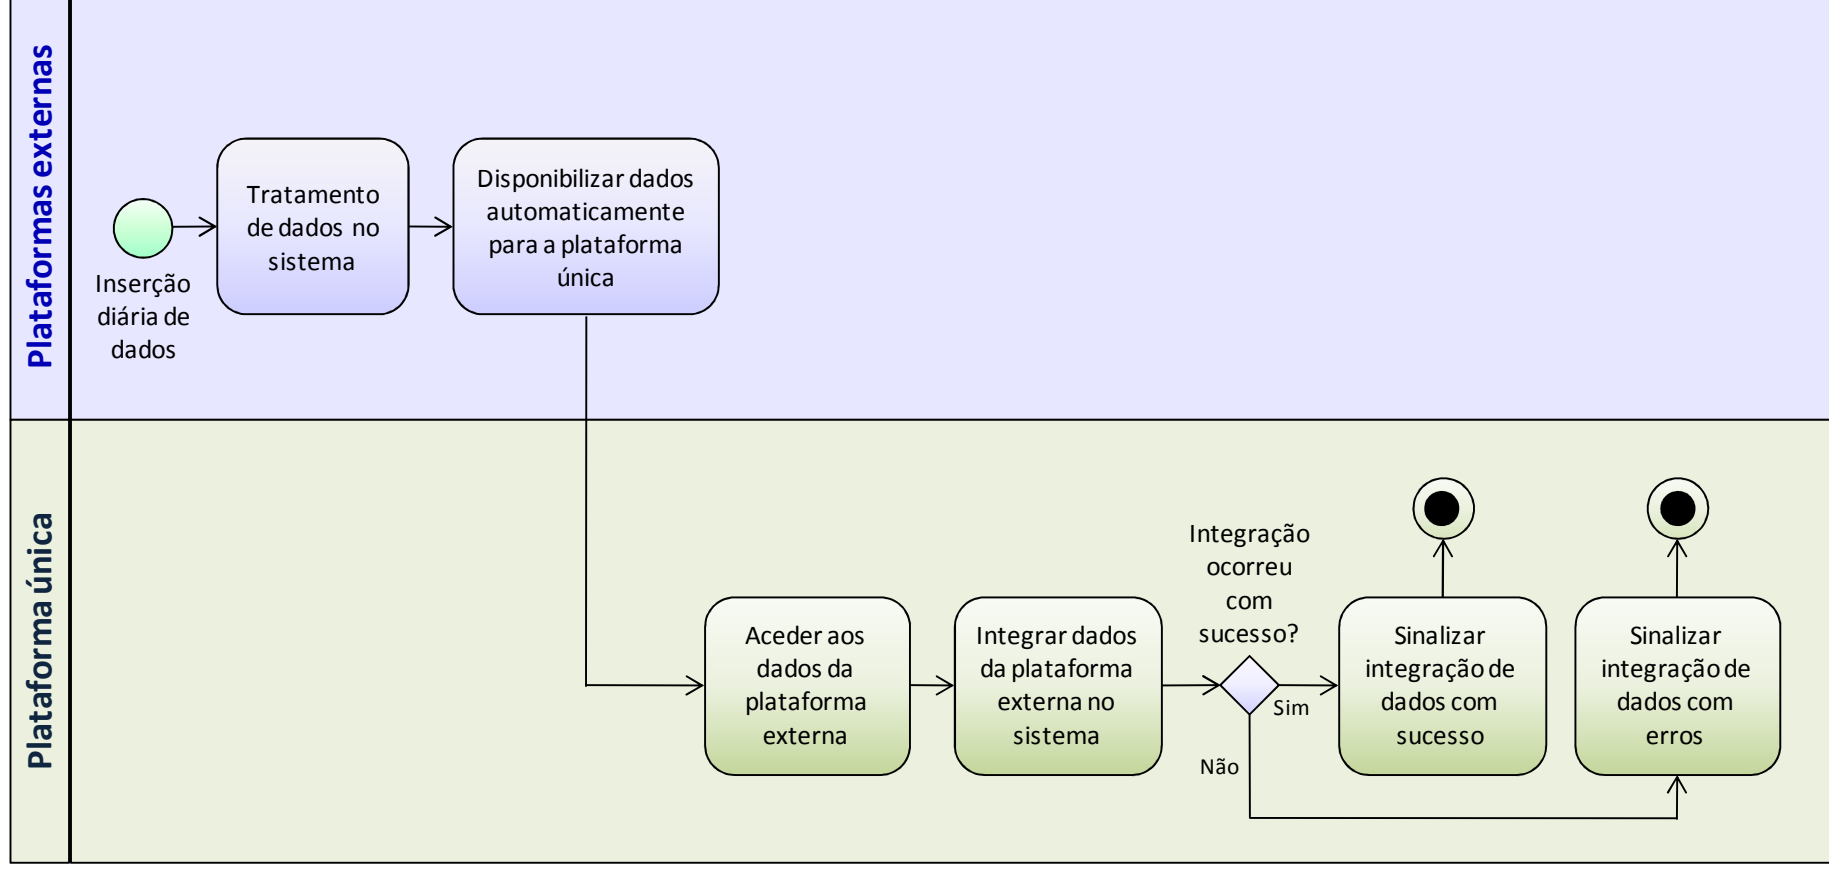 Plataformas externas
Inserção
diária de
dados
Tratamento
de dados no
sistema
Disponibilizar dados
automaticamente
para a plataforma
única
Plataforma única
Aceder aos
dados da
plataforma
externa
Integrar dados
da plataforma
externa no
sistema
Integração
ocorreu
com
sucesso?
Sim
Não
Sinalizar
integração de
dados com
sucesso
Sinalizar
integração de
dados com
erros